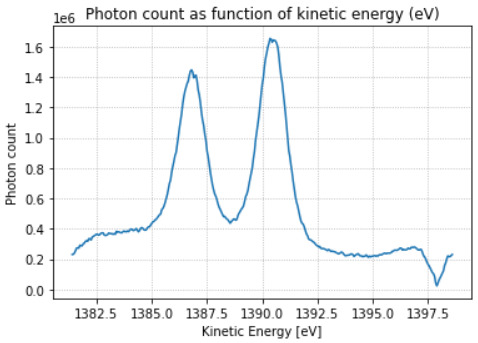 Photon count as function of kinetic energy (eV)
1e6
1.6
1.4
1.2
1.0
0.8
0.6
0.4
0.2
0.0
Photon count
1382.5 1385.0 1387.5 1390.0 1392.5 1395.0 1397.5
Kinetic Energy [eV]